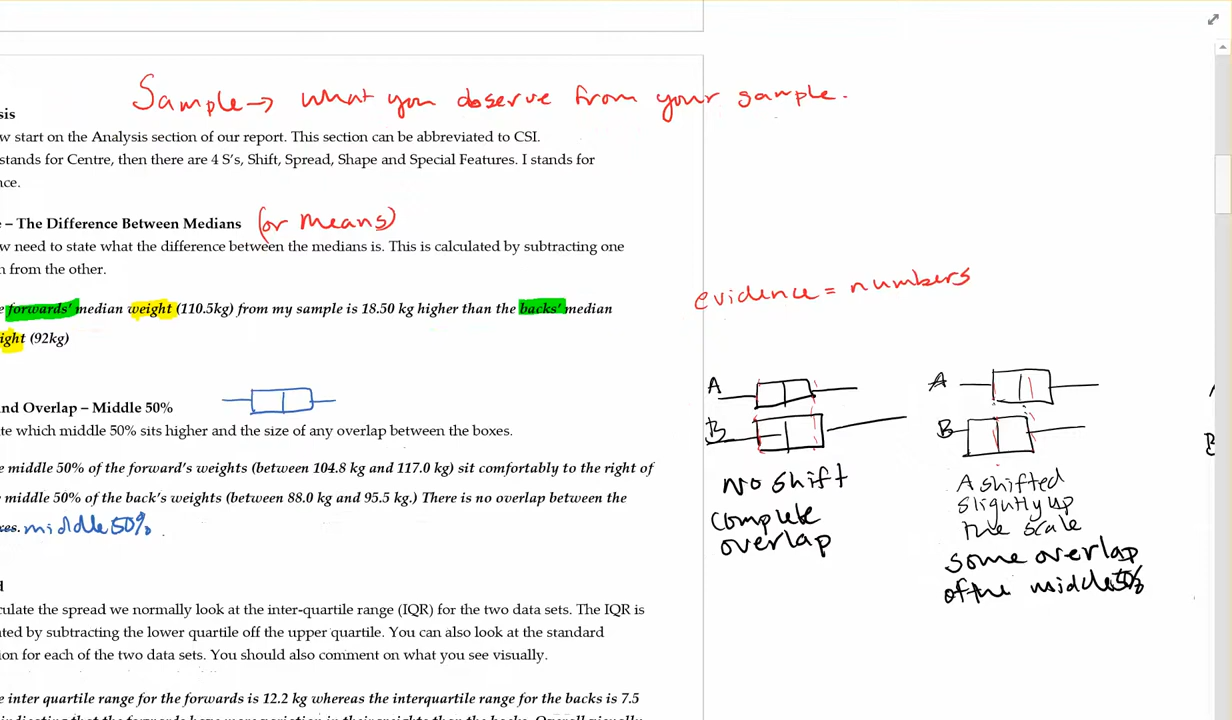 Sample → what you observe from your sample.
sis
w start on the Analysis section of our report. This section can be abbreviated to CSI.
stands for Centre, then there are 4 S's, Shift, Spread, Shape and Special Features. I stands for
nce.
e – The Difference Between Medians (or means)
w need to state what the difference between the medians is. This is calculated by subtracting one
n from the other.
evidence = numbers
e forwards' median weight (110.5kg) from my sample is 18.50 kg higher than the backs' median
ight (92kg)
A
B
no shift
complete
overlap
A
B
A shifted
slightly up
the scale
some overlap
of the middle 50%
B
and Overlap – Middle 50%
te which middle 50% sits higher and the size of any overlap between the boxes.
e middle 50% of the forward's weights (between 104.8 kg and 117.0 kg) sit comfortably to the right of
e middle 50% of the back's weights (between 88.0 kg and 95.5 kg.) There is no overlap between the
xes. middle 50%.
d
culate the spread we normally look at the inter-quartile range (IQR) for the two data sets. The IQR is
ated by subtracting the lower quartile off the upper quartile. You can also look at the standard
ion for each of the two data sets. You should also comment on what you see visually.
e inter quartile range for the forwards is 12.2 kg whereas the interquartile range for the backs is 7.5